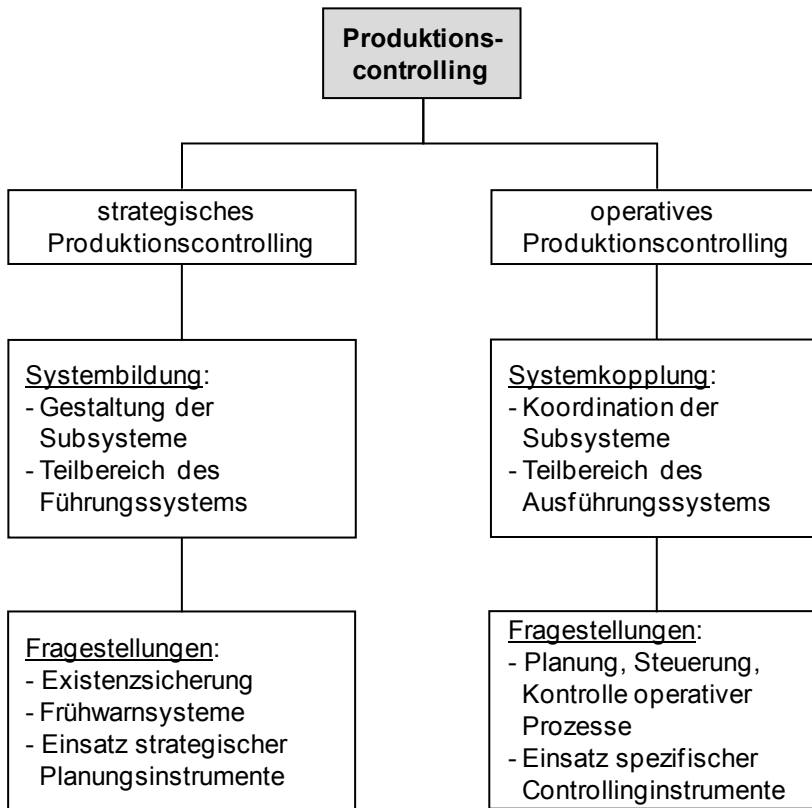 Produktions-
controlling
strategisches
Produktionscontrolling
operatives
Produktionscontrolling
Systembildung:
- Gestaltung der
Subsysteme
- Teilbereich des
Führungssystems
Systemkopplung:
- Koordination der
Subsysteme
- Teilbereich des
Ausführungssystems
Fragestellungen:
- Existenzsicherung
- Frühwarnsysteme
- Einsatz strategischer
Planungsinstrumente
Fragestellungen:
- Planung, Steuerung,
Kontrolle operativer
Prozesse
- Einsatz spezifischer
Controllinginstrumente